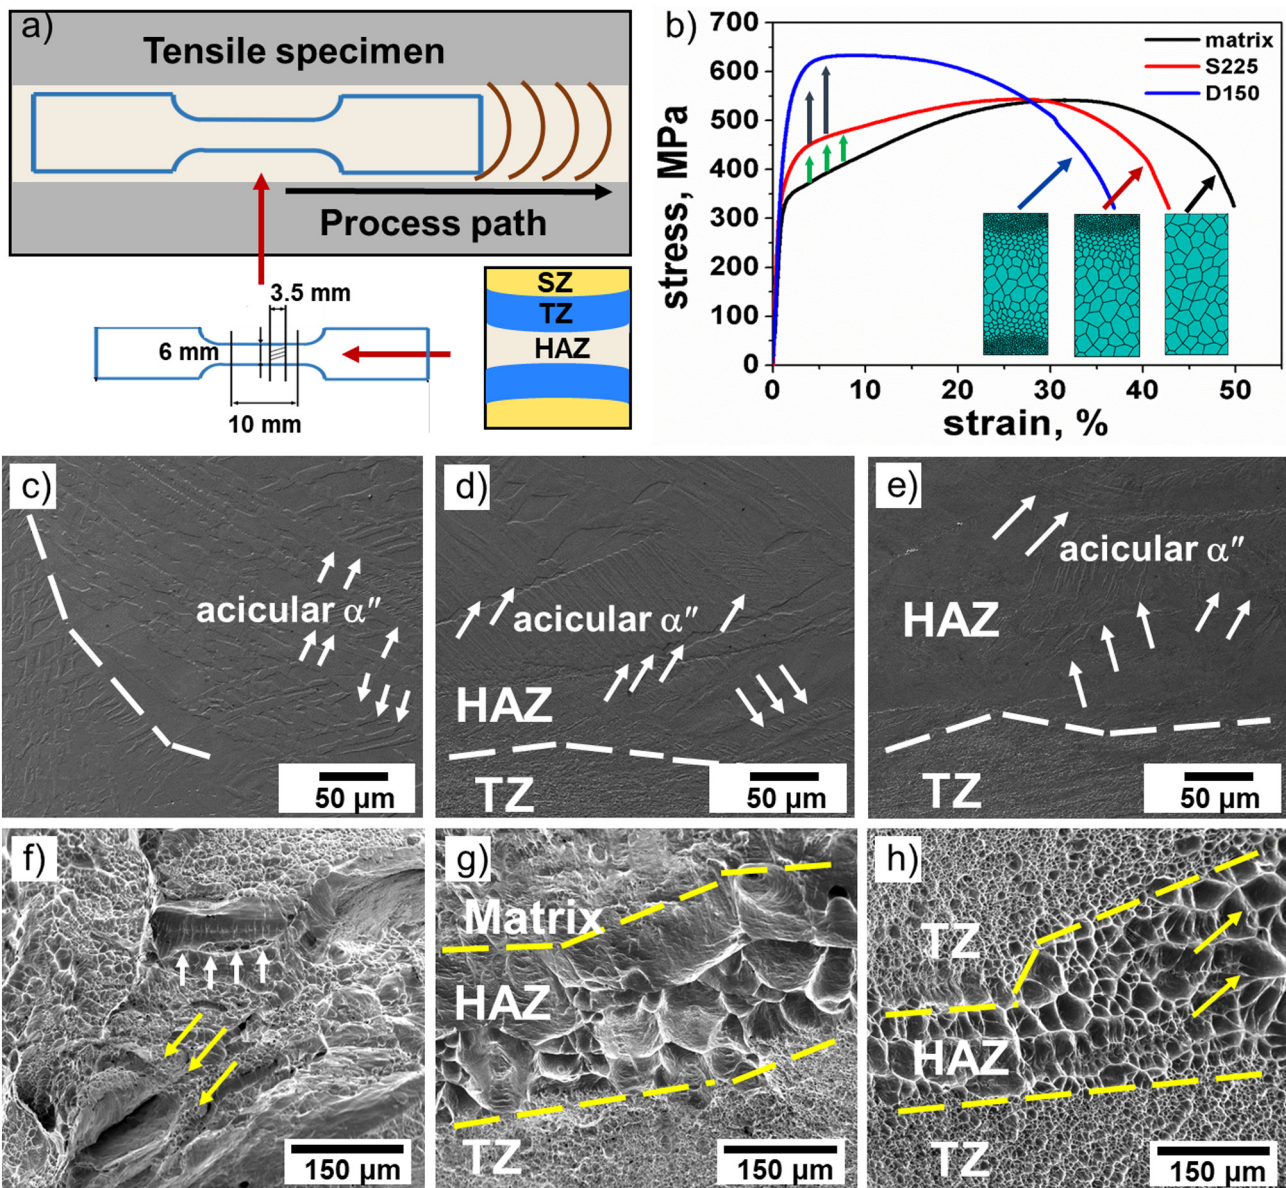 a)
Tensile specimen
Process path
3.5 mm
6 mm
10 mm
SZ
TZ
HAZ
b)
700
600
500
400
300
200
100
0
stress, MPa
matrix
S225
D150
0
10
20
30
40
50
strain, %
c)
acicular α″
50 μm
d)
acicular α″
HAZ
TZ
50 μm
e)
acicular α″
HAZ
TZ
50 μm
f)
150 μm
g)
Matrix
HAZ
TZ
150 μm
h)
TZ
HAZ
TZ
150 μm